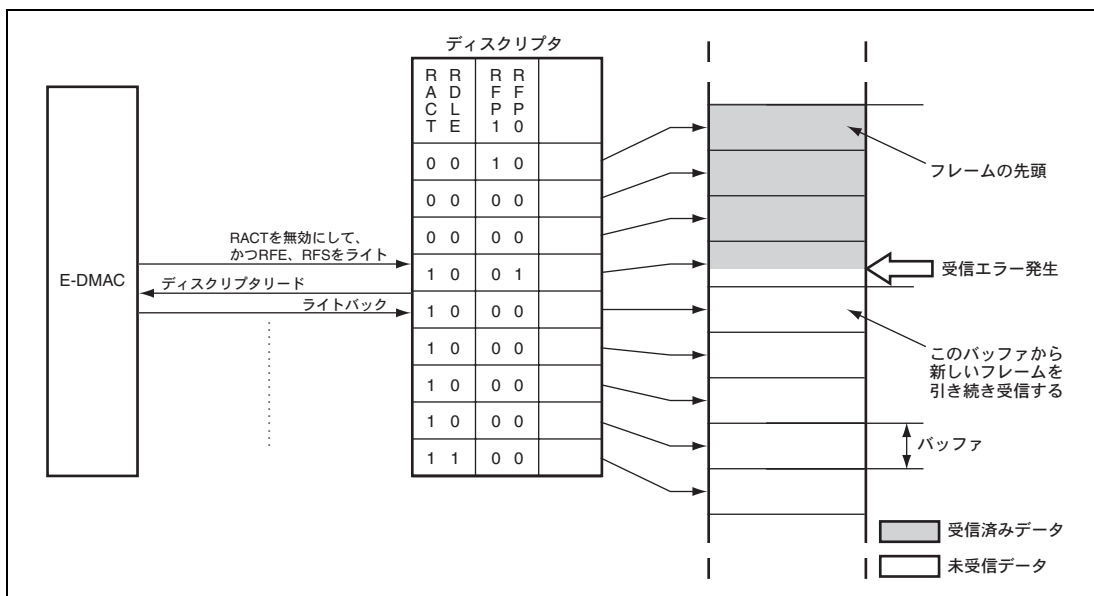 ディスクリプタ
RACT RDLE RFP1 RFP0
0 0 1 0
0 0 0 0
0 0 0 0
1 0 0 1
1 0 0 0
1 0 0 0
1 0 0 0
1 0 0 0
1 1 0 0
E-DMAC
RACTを無効にして、
かつRFE、RFSをライト
ディスクリプタリード
ライトバック
フレームの先頭
受信エラー発生
このバッファから
新しいフレームを
引き続き受信する
バッファ
受信済みデータ
未受信データ